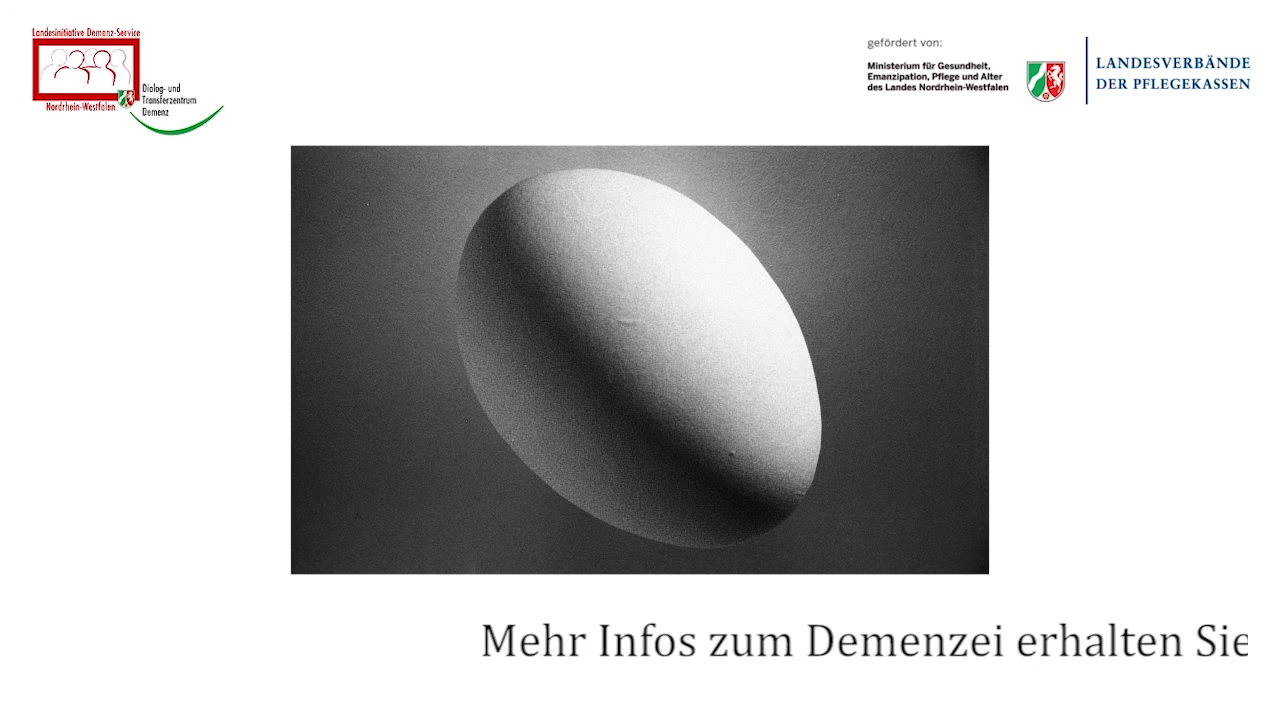 Landesinitiative Demenz-Service
Nordrhein-Westfalen
Dialog- und
Transferzentrum
Demenz
gefördert von:
Ministerium für Gesundheit,
Emanzipation, Pflege und Alter
des Landes Nordrhein-Westfalen
LANDESVERBÄNDE
DER PFLEGEKASSEN
Mehr Infos zum Demenzei erhalten Sie